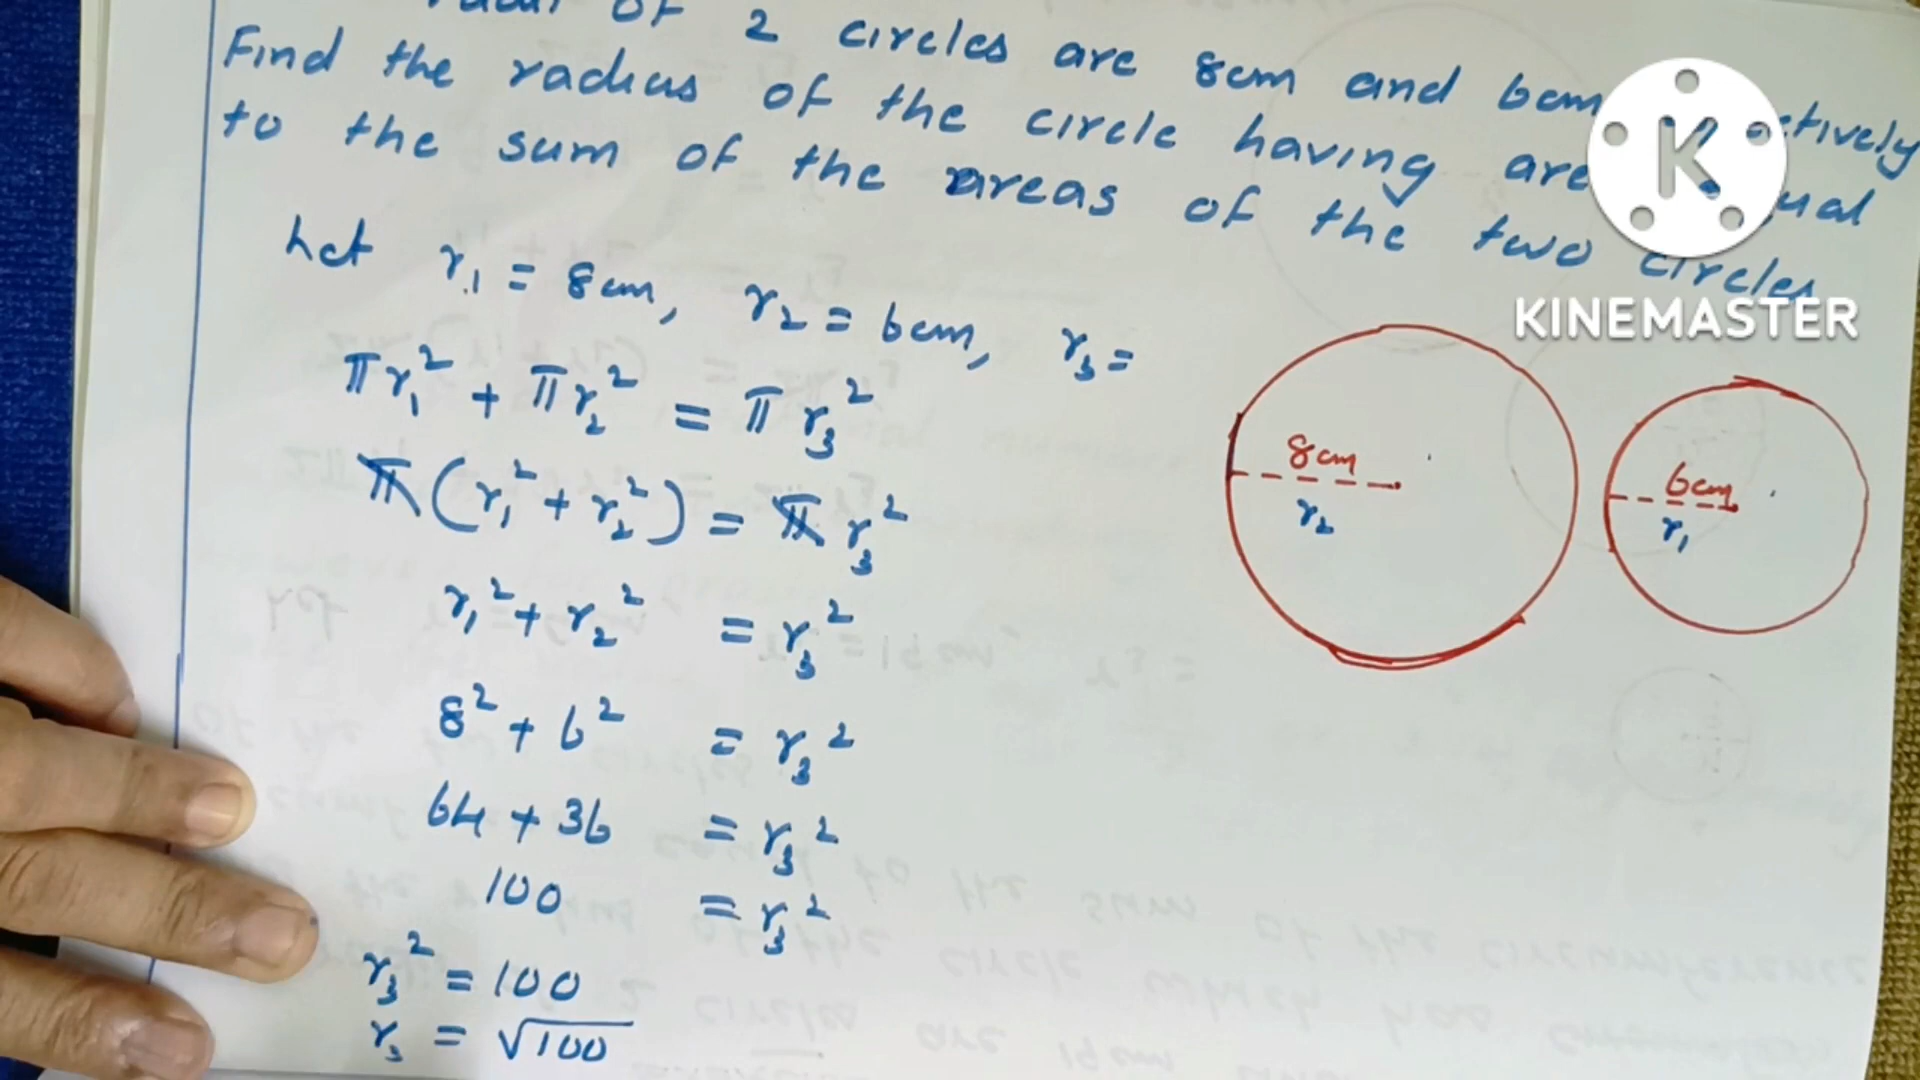 of 2 circles are 8cm and 6cm
Find the radius of the circle having
to the sum of the areas of the two circles
Let r₁ = 8cm, r₂ = 6cm, r₃ =
πr₁² + πr₂² = πr₃²
π(r₁² + r₂²) = πr₃²
r₁² + r₂² = r₃²
8² + 6² = r₃²
64 + 36 = r₃²
100 = r₃²
r₃² = 100
r₃ = √100
8cm
r₂
6cm
r₁
K
KINEMASTER